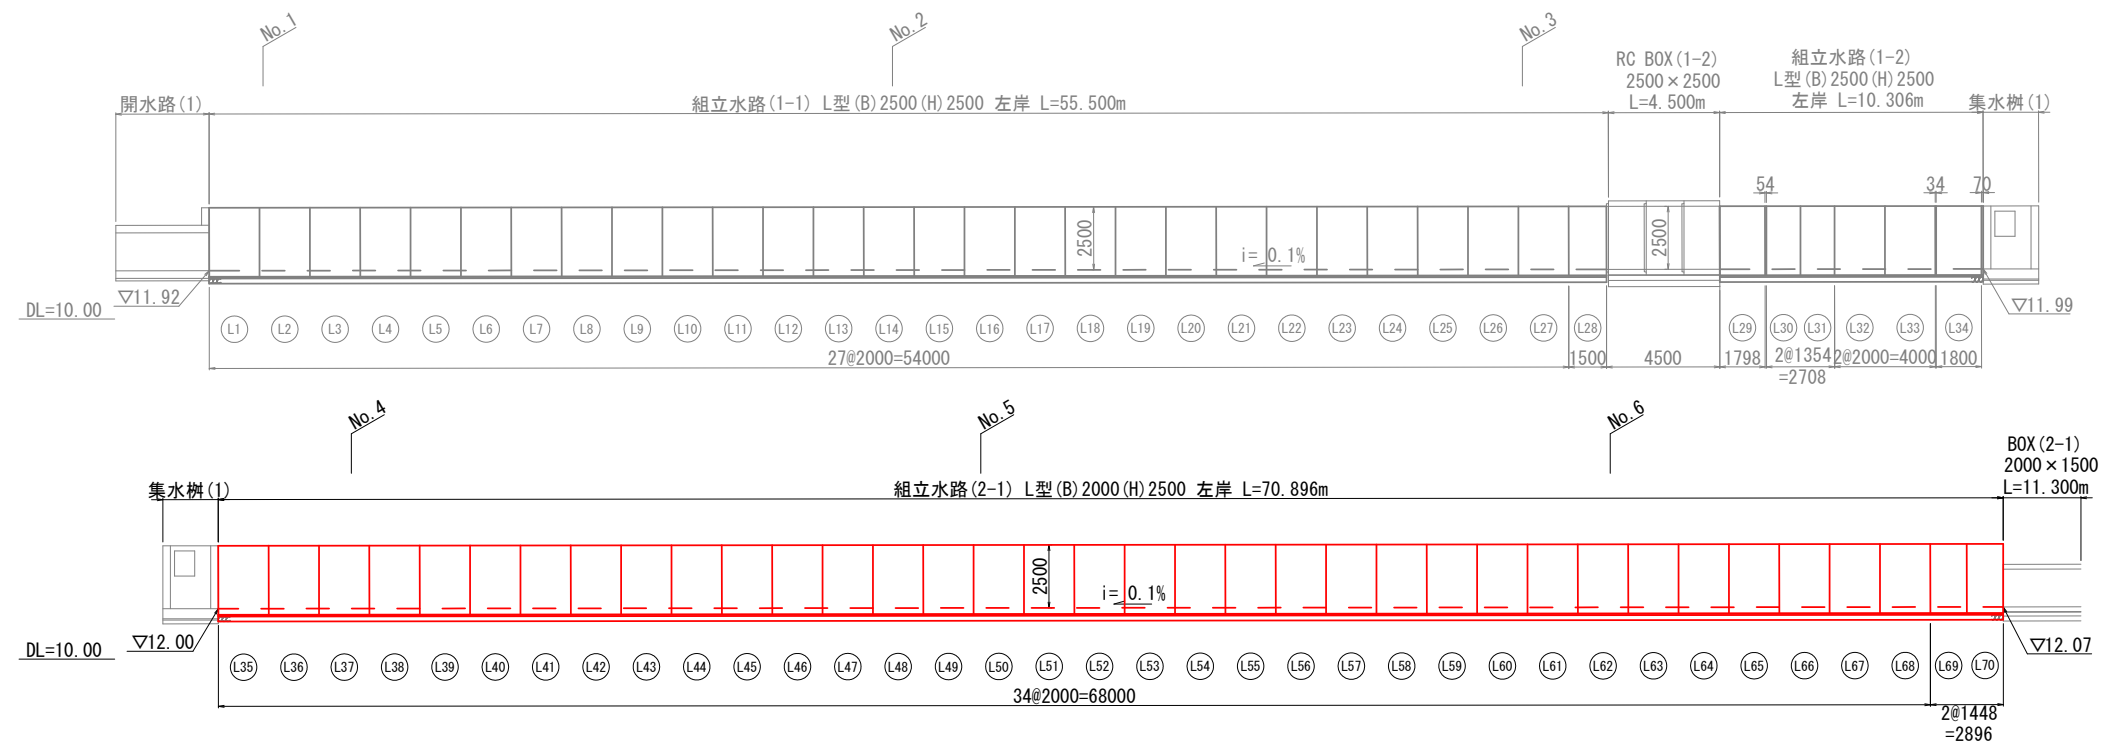 No.1
No.2
No.3
RC BOX(1-2)
2500×2500
L=4.500m
組立水路(1-2)
L型(B)2500(H)2500
左岸 L=10.306m
開水路(1)
組立水路(1-1) L型(B)2500(H)2500 左岸 L=55.500m
集水桝(1)
54
34
70
2500
2500
i= 0.1%
▽11.92
▽11.99
DL=10.00
L1 L2 L3 L4 L5 L6 L7 L8 L9 L10 L11 L12 L13 L14 L15 L16 L17 L18 L19 L20 L21 L22 L23 L24 L25 L26 L27 L28 L29 L30 L31 L32 L33 L34
27@2000=54000
1500
4500
1798
2@1354
=2708
2@2000=4000
1800
No.4
No.5
No.6
BOX(2-1)
2000×1500
L=11.300m
集水桝(1)
組立水路(2-1) L型(B)2000(H)2500 左岸 L=70.896m
2500
i= 0.1%
▽12.00
▽12.07
DL=10.00
L35 L36 L37 L38 L39 L40 L41 L42 L43 L44 L45 L46 L47 L48 L49 L50 L51 L52 L53 L54 L55 L56 L57 L58 L59 L60 L61 L62 L63 L64 L65 L66 L67 L68 L69 L70
34@2000=68000
2@1448
=2896